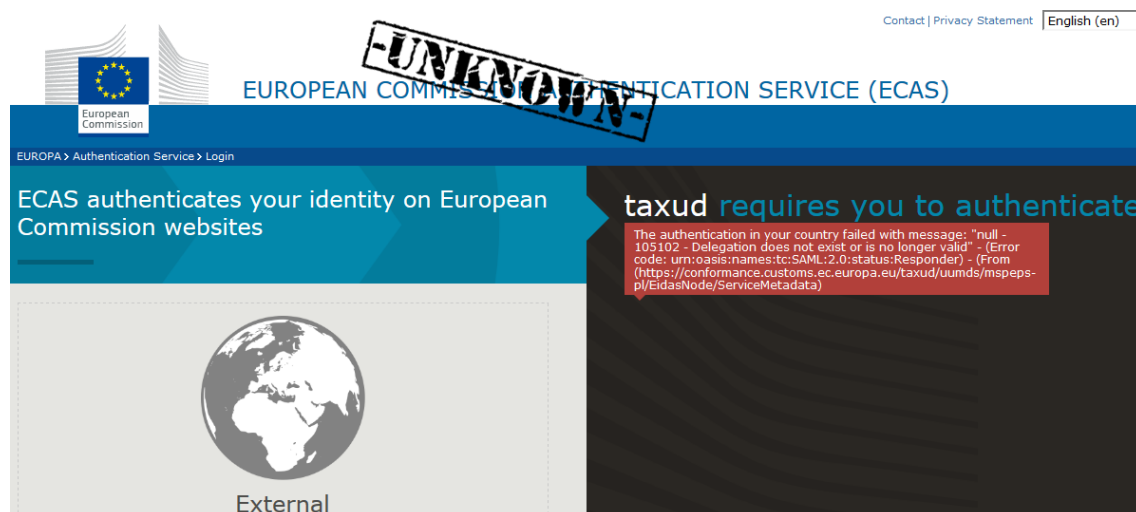 Contact | Privacy Statement English (en)
-UNKNOWN-
EUROPEAN COMMISSION AUTHENTICATION SERVICE (ECAS)
European
Commission
EUROPA > Authentication Service > Login
ECAS authenticates your identity on European
Commission websites
taxud requires you to authenticate
The authentication in your country failed with message: "null -
105102 - Delegation does not exist or is no longer valid" - (Error
code: urn:oasis:names:tc:SAML:2.0:status:Responder) - (From
(https://conformance.customs.ec.europa.eu/taxud/uumds/mspeps-
pl/EidasNode/ServiceMetadata)
External